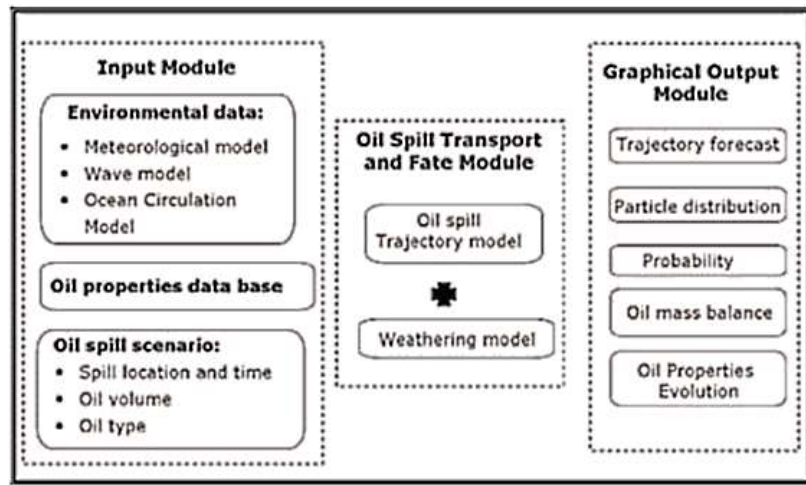 Input Module
Environmental data:
• Meteorological model
• Wave model
• Ocean Circulation
Model
Oil properties data base
Oil spill scenario:
• Spill location and time
• Oil volume
• Oil type
Oil Spill Transport
and Fate Module
Oil spill
Trajectory model
Weathering model
Graphical Output
Module
Trajectory forecast
Particle distribution
Probability
Oil mass balance
Oil Properties
Evolution